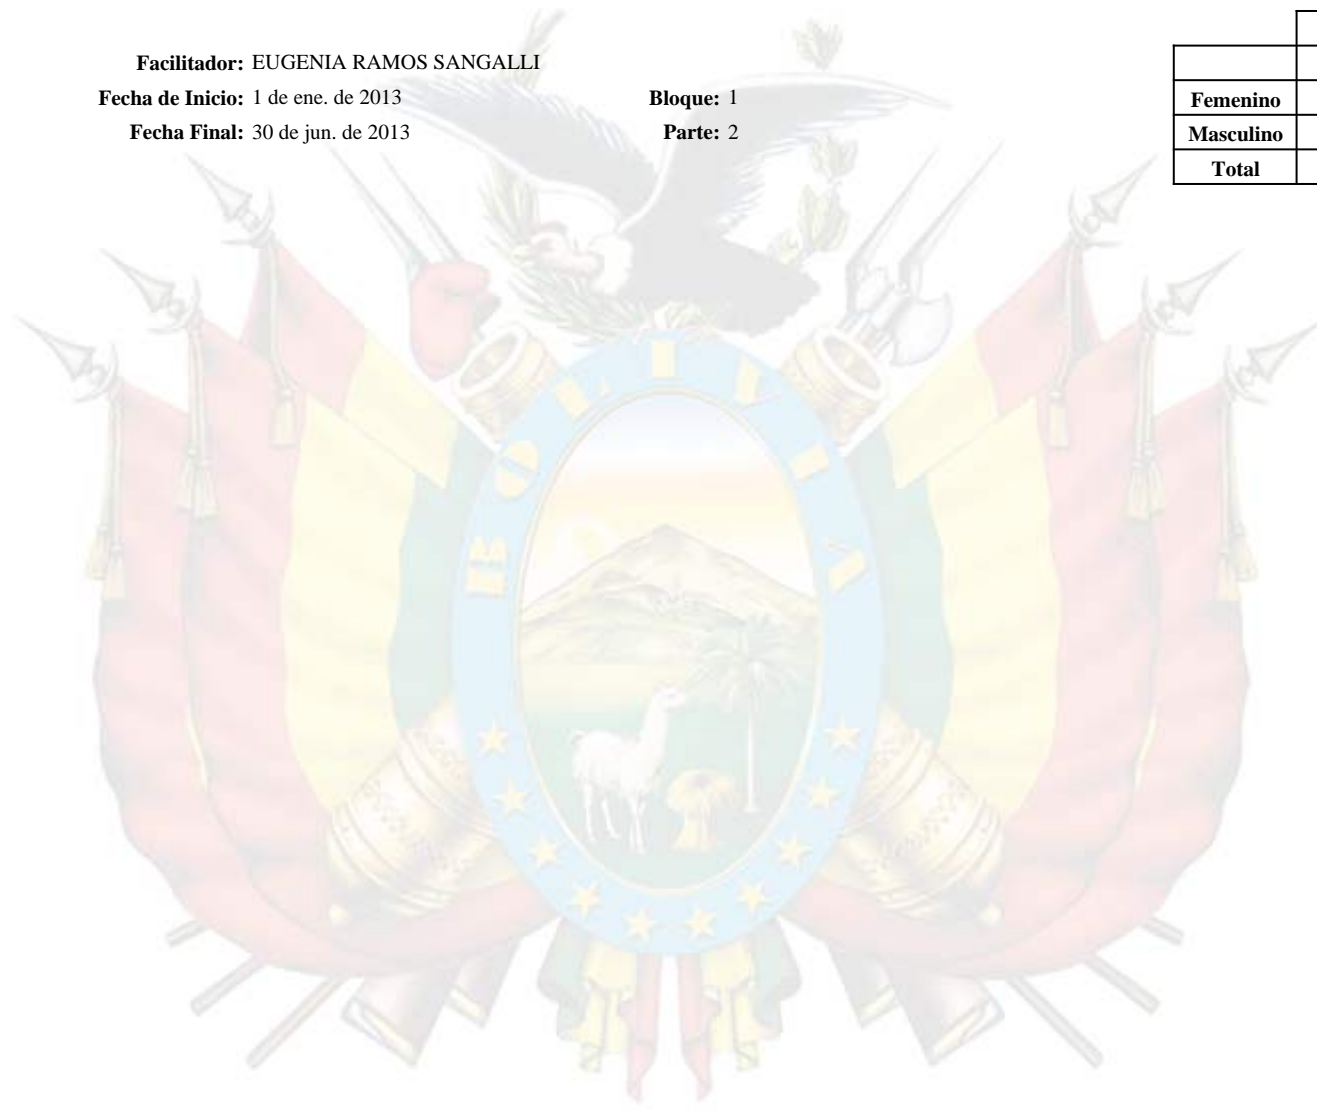 Facilitador: EUGENIA RAMOS SANGALLI
Fecha de Inicio: 1 de ene. de 2013 Bloque: 1
Fecha Final: 30 de jun. de 2013 Parte: 2
Femenino
Masculino
Total
BOLIVIA